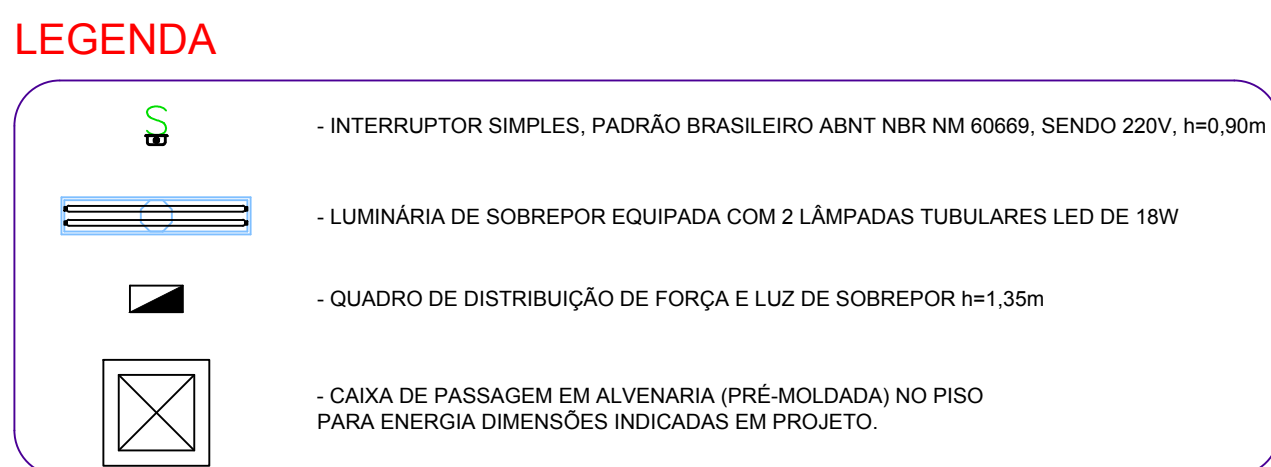 LEGENDA
S
- INTERRUPTOR SIMPLES, PADRÃO BRASILEIRO ABNT NBR NM 60669, SENDO 220V, h=0,90m
- LUMINÁRIA DE SOBREPOR EQUIPADA COM 2 LÂMPADAS TUBULARES LED DE 18W
- QUADRO DE DISTRIBUIÇÃO DE FORÇA E LUZ DE SOBREPOR h=1,35m
- CAIXA DE PASSAGEM EM ALVENARIA (PRÉ-MOLDADA) NO PISO
PARA ENERGIA DIMENSÕES INDICADAS EM PROJETO.